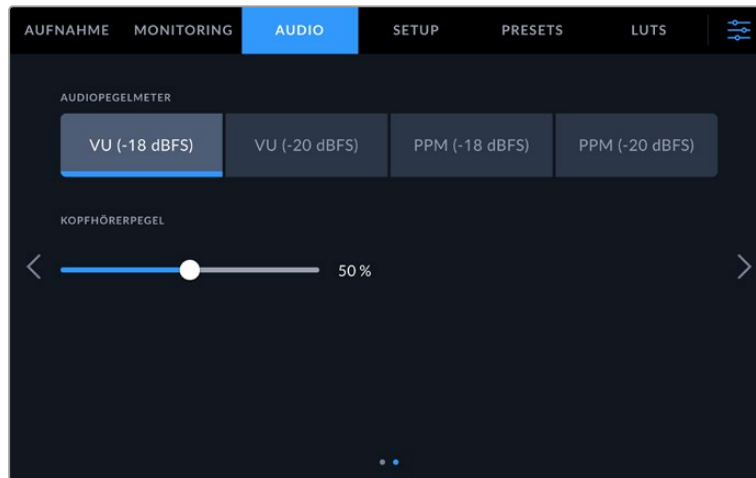 AUFNAHME MONITORING AUDIO SETUP PRESETS LUTS
AUDIOPEGELMETER
VU (-18 dBFS) VU (-20 dBFS) PPM (-18 dBFS) PPM (-20 dBFS)
KOPFHÖRERPEGEL
50 %